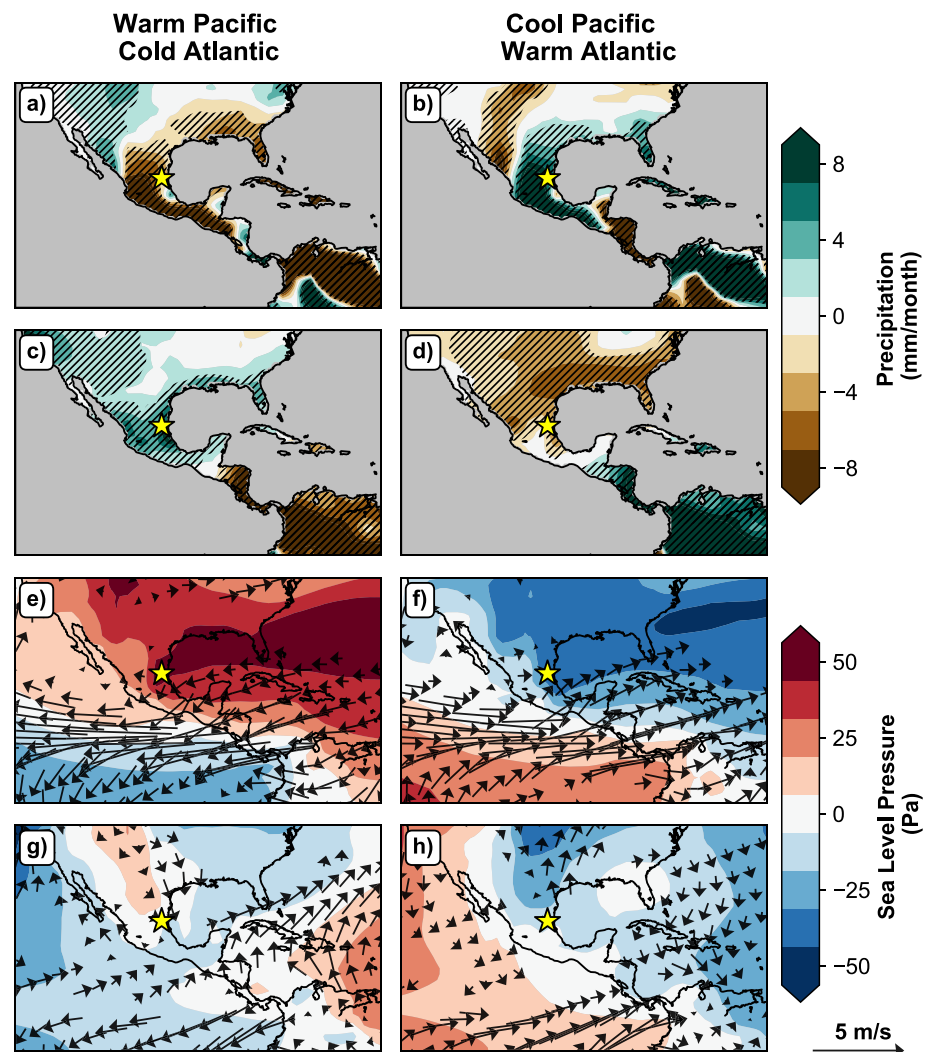 Warm Pacific
Cold Atlantic
Cool Pacific
Warm Atlantic
a)
b)
c)
d)
e)
f)
g)
h)
8
4
0
−4
−8
Precipitation
(mm/month)
50
25
0
−25
−50
Sea Level Pressure
(Pa)
5 m/s